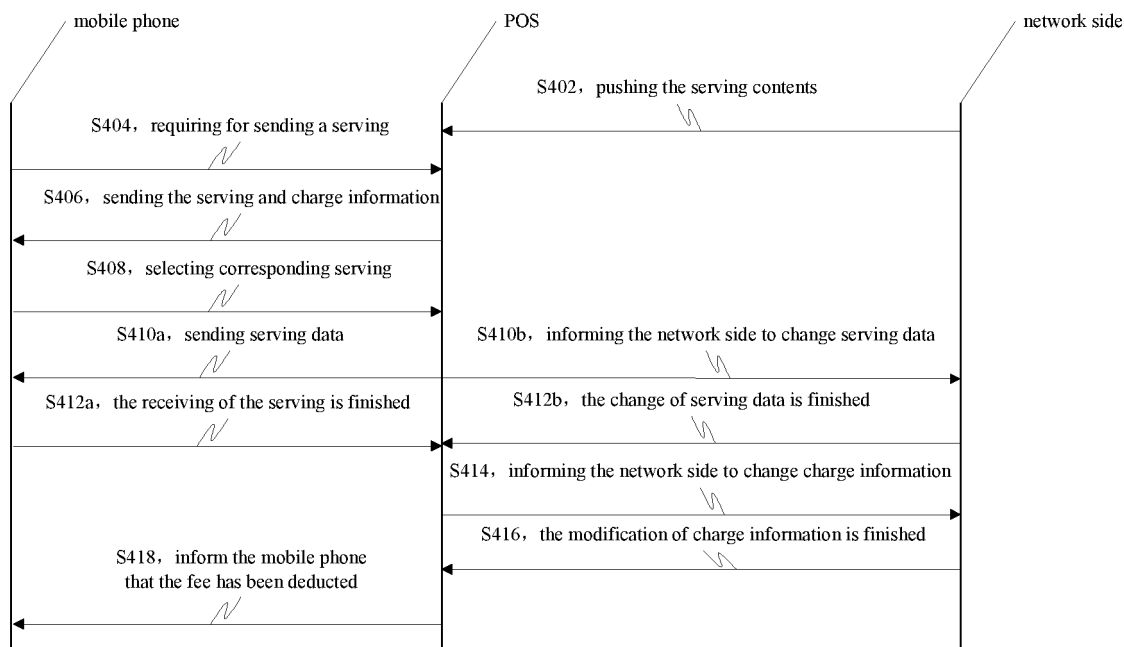 mobile phone
POS
network side
S402，pushing the serving contents
S404，requiring for sending a serving
S406，sending the serving and charge information
S408，selecting corresponding serving
S410a，sending serving data
S410b，informing the network side to change serving data
S412a，the receiving of the serving is finished
S412b，the change of serving data is finished
S414，informing the network side to change charge information
S416，the modification of charge information is finished
S418，inform the mobile phone
that the fee has been deducted